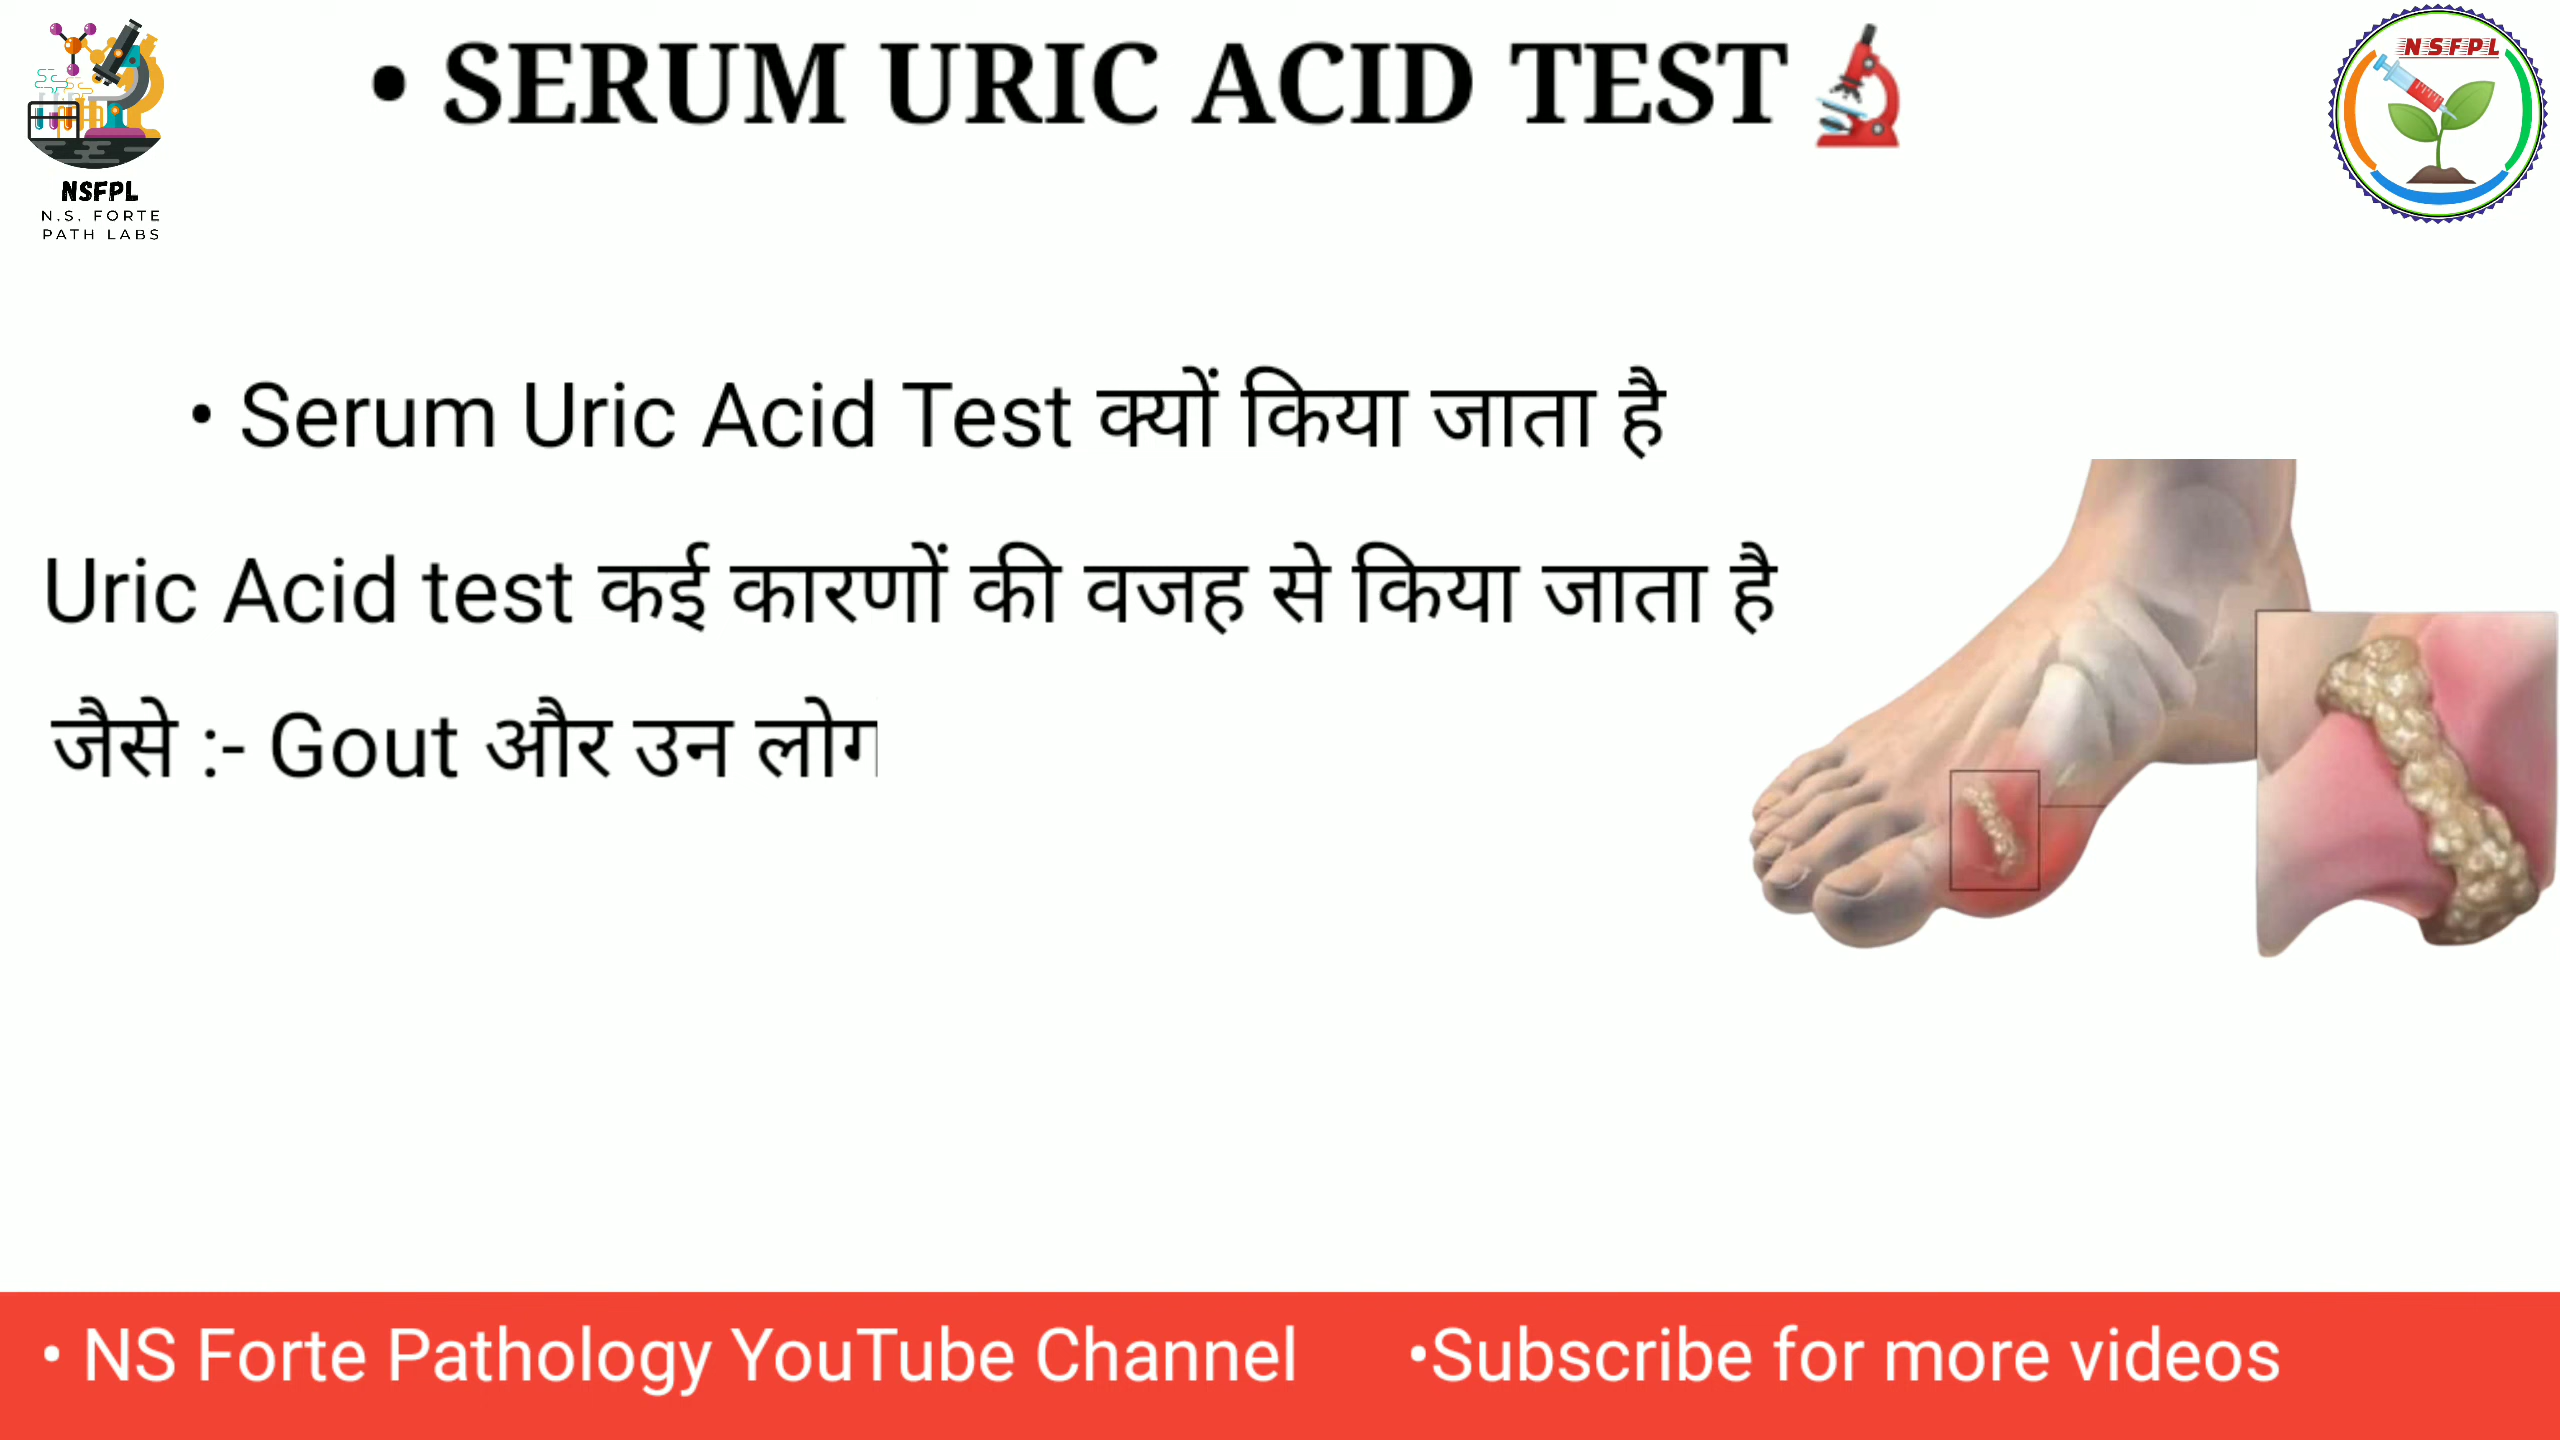 NSFPL
N.S. FORTE
PATH LABS
• SERUM URIC ACID TEST
NSFPL
• Serum Uric Acid Test क्यों किया जाता है
Uric Acid test कई कारणों की वजह से किया जाता है
जैसे :- Gout और उन लोग
• NS Forte Pathology YouTube Channel
•Subscribe for more videos